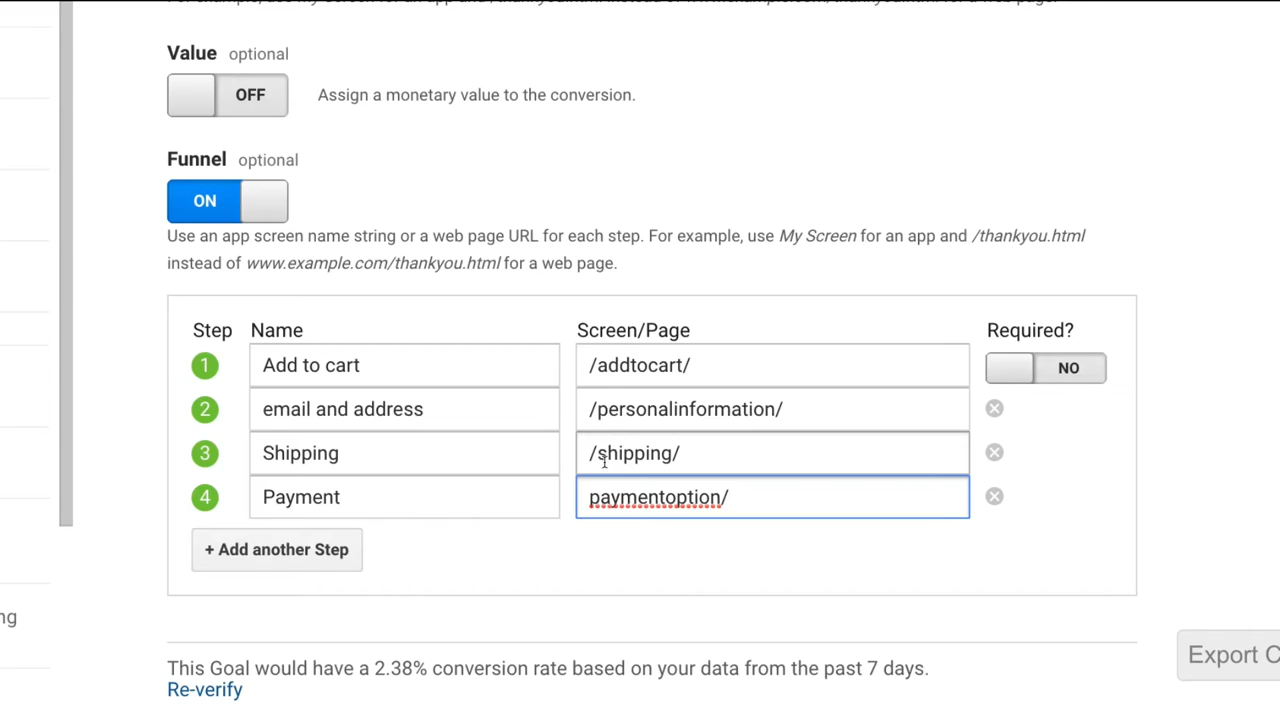 Value optional
OFF Assign a monetary value to the conversion.
Funnel optional
ON
Use an app screen name string or a web page URL for each step. For example, use My Screen for an app and /thankyou.html
instead of www.example.com/thankyou.html for a web page.
Step Name Screen/Page Required?
1 Add to cart /addtocart/ NO
2 email and address /personalinformation/
3 Shipping /shipping/
4 Payment paymentoption/
+ Add another Step
ng
This Goal would have a 2.38% conversion rate based on your data from the past 7 days.
Export C
Re-verify